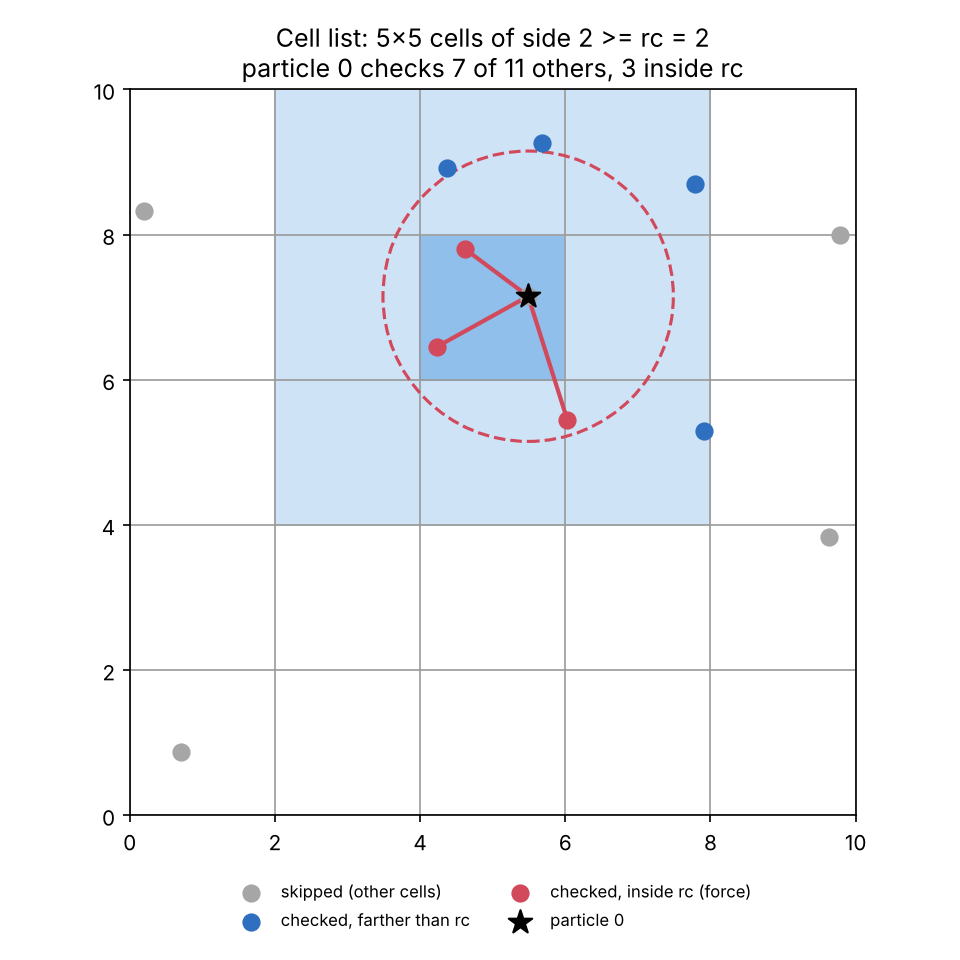 Cell list: 5×5 cells of side 2 >= rc = 2
particle 0 checks 7 of 11 others, 3 inside rc
10
8
6
4
2
0
0 2 4 6 8 10
skipped (other cells)
checked, inside rc (force)
checked, farther than rc
particle 0